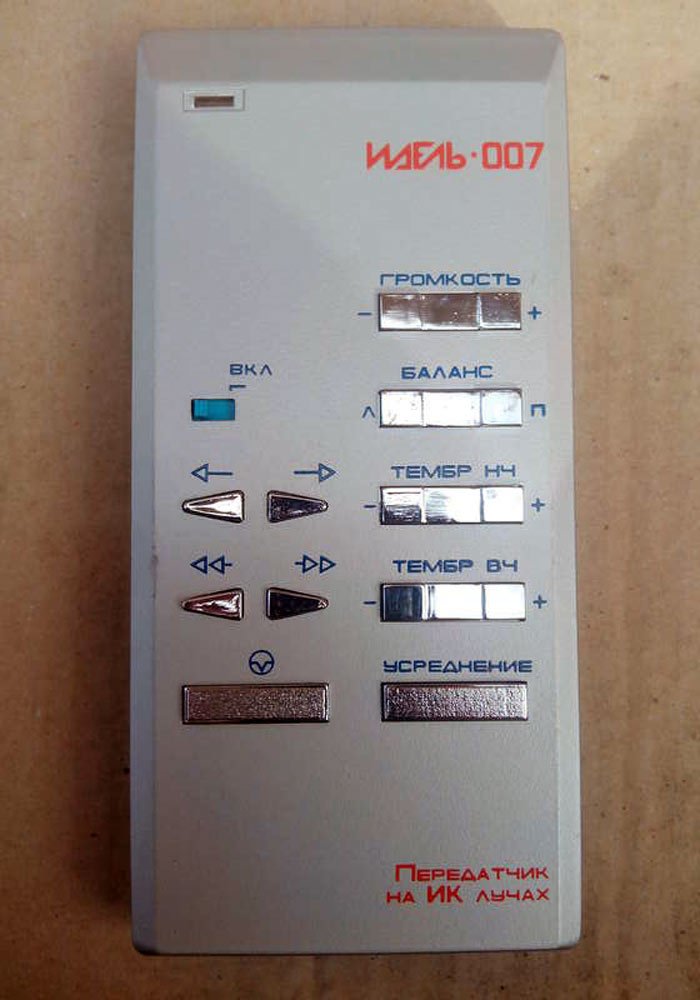 ИДЕЛЬ·007
ГРОМКОСТЬ
- +
ВКЛ
БАЛАНС
Л П
ТЕМБР НЧ
- +
ТЕМБР ВЧ
- +
УСРЕДНЕНИЕ
ПЕРЕДАТЧИК
НА ИК ЛУЧАХ